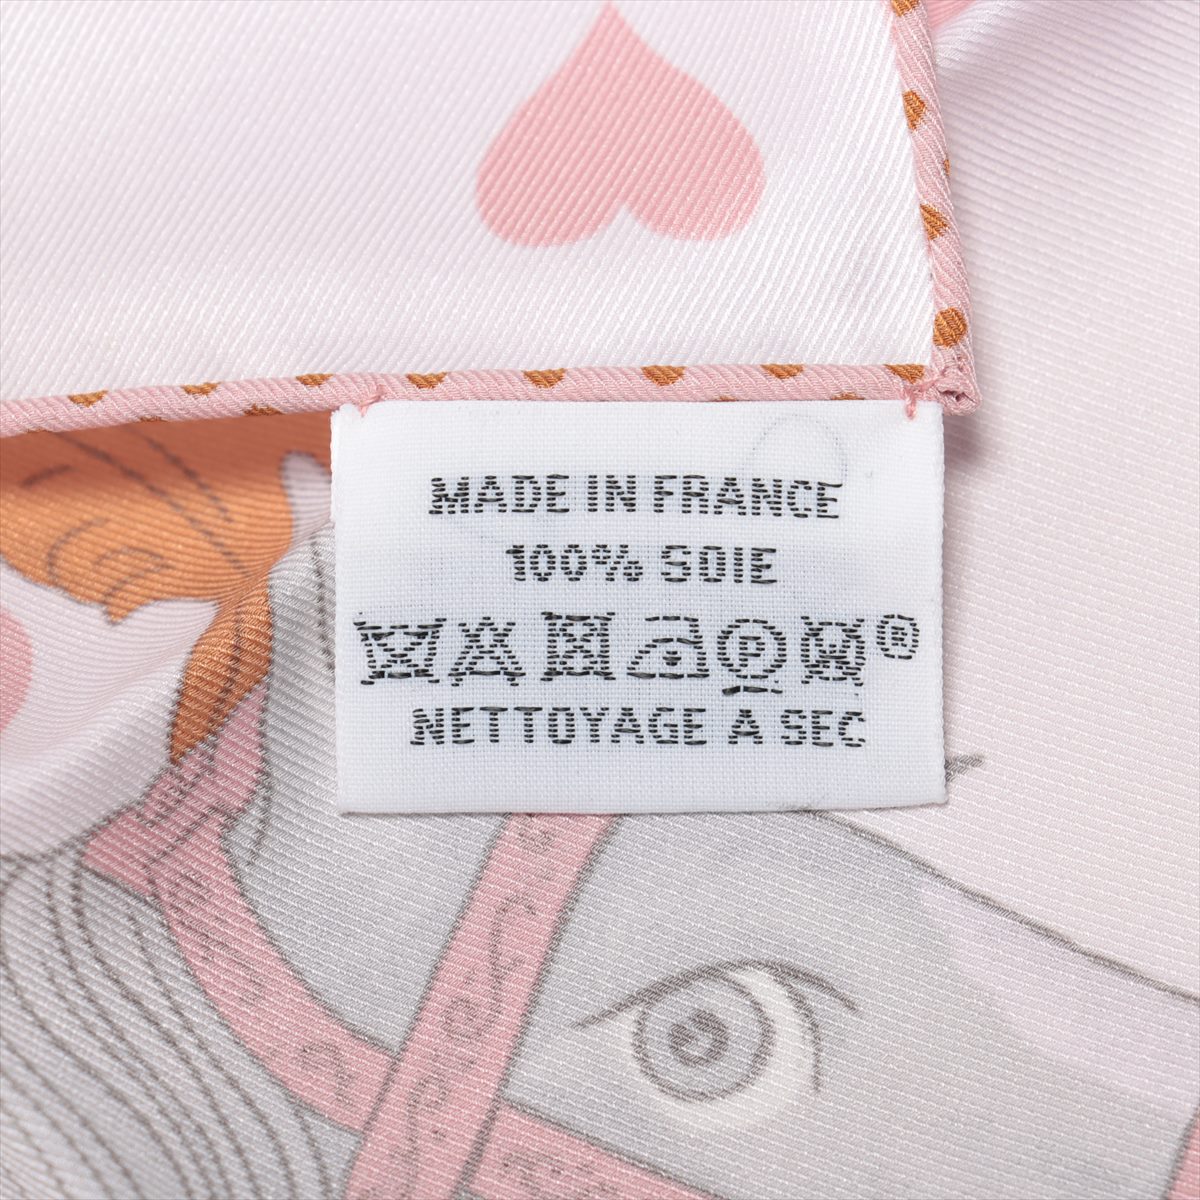 MADE IN FRANCE
100% SOIE
P W ®
NETTOYAGE A SEC